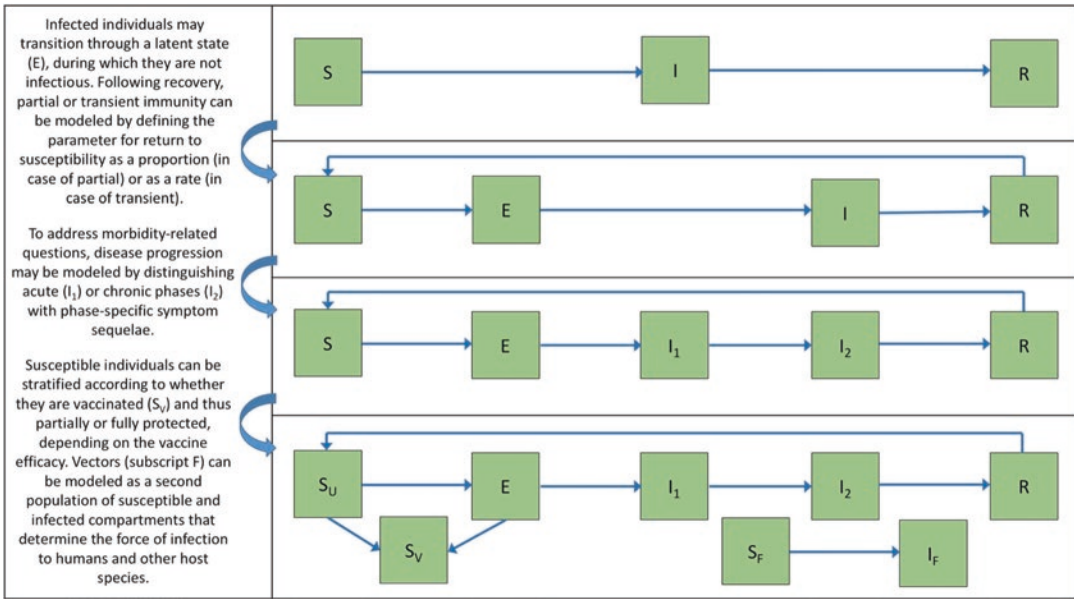 Infected individuals may
transition through a latent state
(E), during which they are not
infectious. Following recovery,
partial or transient immunity can
be modeled by defining the
parameter for return to
susceptibility as a proportion (in
case of partial) or as a rate (in
case of transient).
To address morbidity-related
questions, disease progression
may be modeled by distinguishing
acute (I₁) or chronic phases (I₂)
with phase-specific symptom
sequelae.
Susceptible individuals can be
stratified according to whether
they are vaccinated (Sᵥ) and thus
partially or fully protected,
depending on the vaccine
efficacy. Vectors (subscript F) can
be modeled as a second
population of susceptible and
infected compartments that
determine the force of infection
to humans and other host
species.
S I R
S E I R
S E I₁ I₂ R
S_U E I₁ I₂ R
S_V S_F I_F